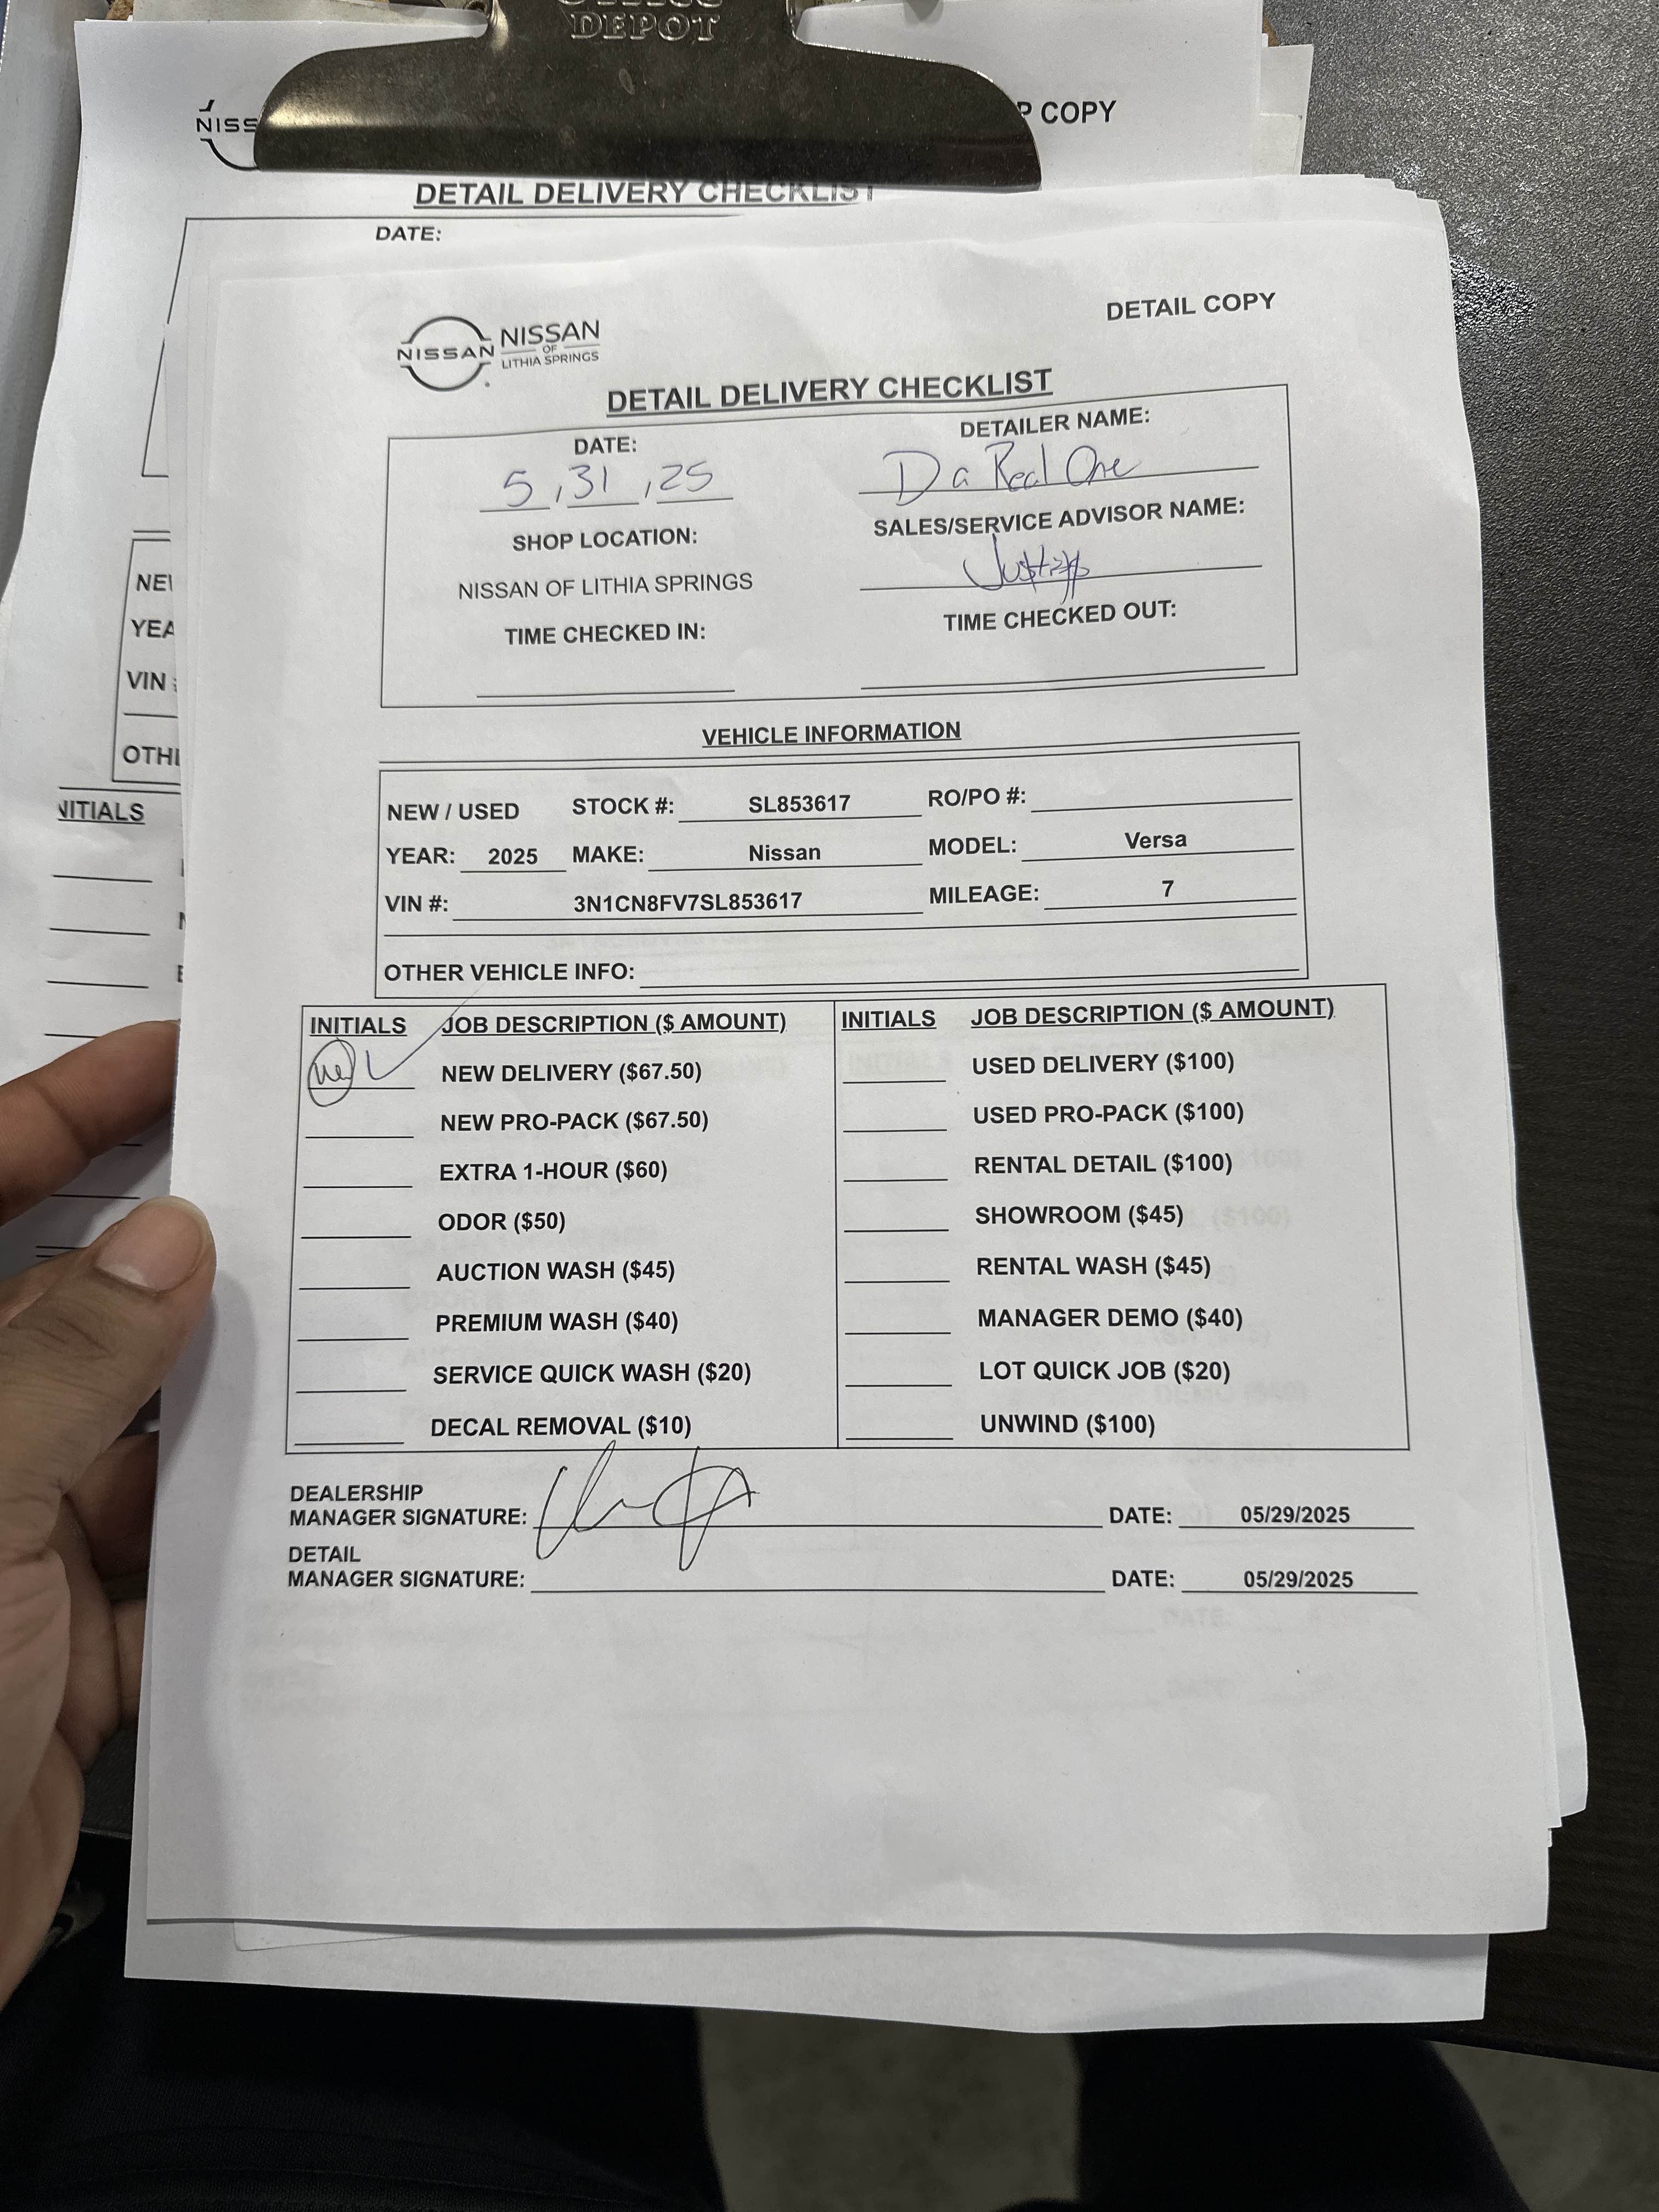 DEPOT
NISS
P COPY
DETAIL DELIVERY CHECKLIST
DATE:
NISSAN
NISSAN
OF
LITHIA SPRINGS
DETAIL COPY
DETAIL DELIVERY CHECKLIST
DATE:
DETAILER NAME:
5,31,25
Da Real One
SHOP LOCATION:
SALES/SERVICE ADVISOR NAME:
NISSAN OF LITHIA SPRINGS
TIME CHECKED IN:
TIME CHECKED OUT:
NEW
YEA
VIN
OTHE
NITIALS
VEHICLE INFORMATION
NEW / USED STOCK #: SL853617 RO/PO #:
YEAR: 2025 MAKE: Nissan MODEL: Versa
VIN #: 3N1CN8FV7SL853617 MILEAGE: 7
OTHER VEHICLE INFO:
INITIALS JOB DESCRIPTION ($ AMOUNT) INITIALS JOB DESCRIPTION ($ AMOUNT)
NEW DELIVERY ($67.50) USED DELIVERY ($100)
NEW PRO-PACK ($67.50) USED PRO-PACK ($100)
EXTRA 1-HOUR ($60) RENTAL DETAIL ($100)
ODOR ($50) SHOWROOM ($45)
AUCTION WASH ($45) RENTAL WASH ($45)
PREMIUM WASH ($40) MANAGER DEMO ($40)
SERVICE QUICK WASH ($20) LOT QUICK JOB ($20)
DECAL REMOVAL ($10) UNWIND ($100)
DEALERSHIP
MANAGER SIGNATURE: DATE: 05/29/2025
DETAIL
MANAGER SIGNATURE: DATE: 05/29/2025